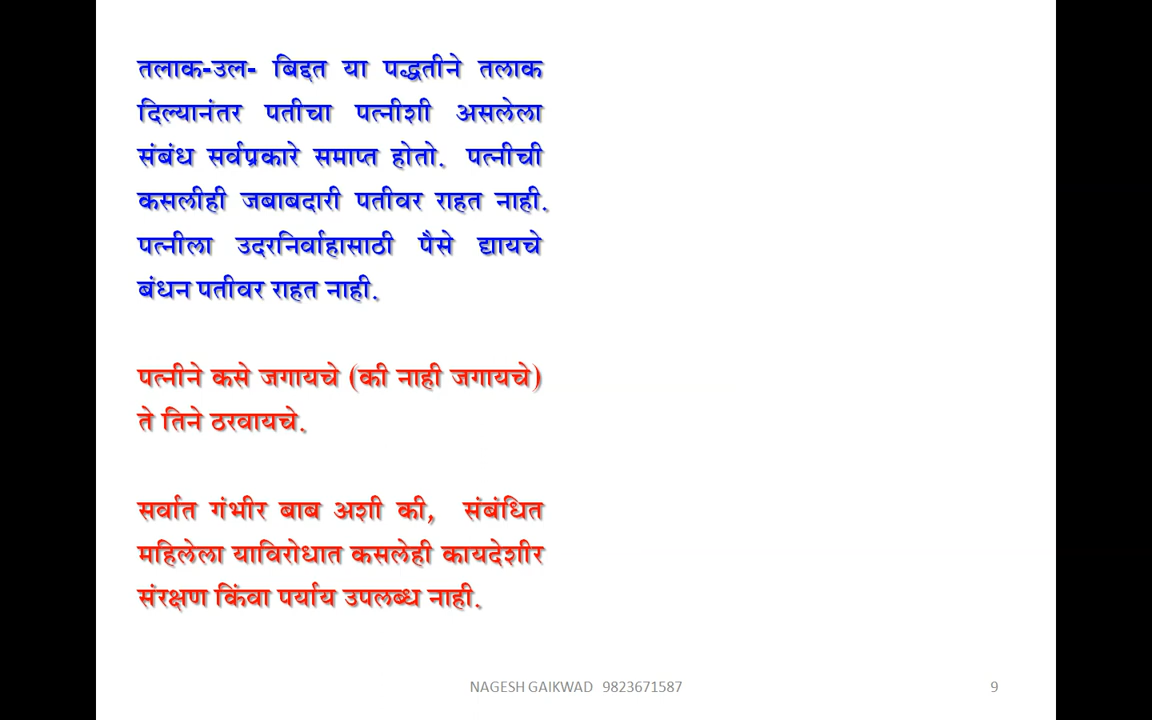 तलाक-उल- बिद्दत या पद्धतीने तलाक
दिल्यानंतर पतीचा पत्नीशी असलेला
संबंध सर्वप्रकारे समाप्त होतो. पत्नीची
कसलीही जबाबदारी पतीवर राहत नाही.
पत्नीला उदरनिर्वाहासाठी पैसे द्यायचे
बंधन पतीवर राहत नाही.
पत्नीने कसे जगायचे (की नाही जगायचे)
ते तिने ठरवायचे.
सर्वात गंभीर बाब अशी की, संबंधित
महिलेला याविरोधात कसलेही कायदेशीर
संरक्षण किंवा पर्याय उपलब्ध नाही.
NAGESH GAIKWAD 9823671587
9